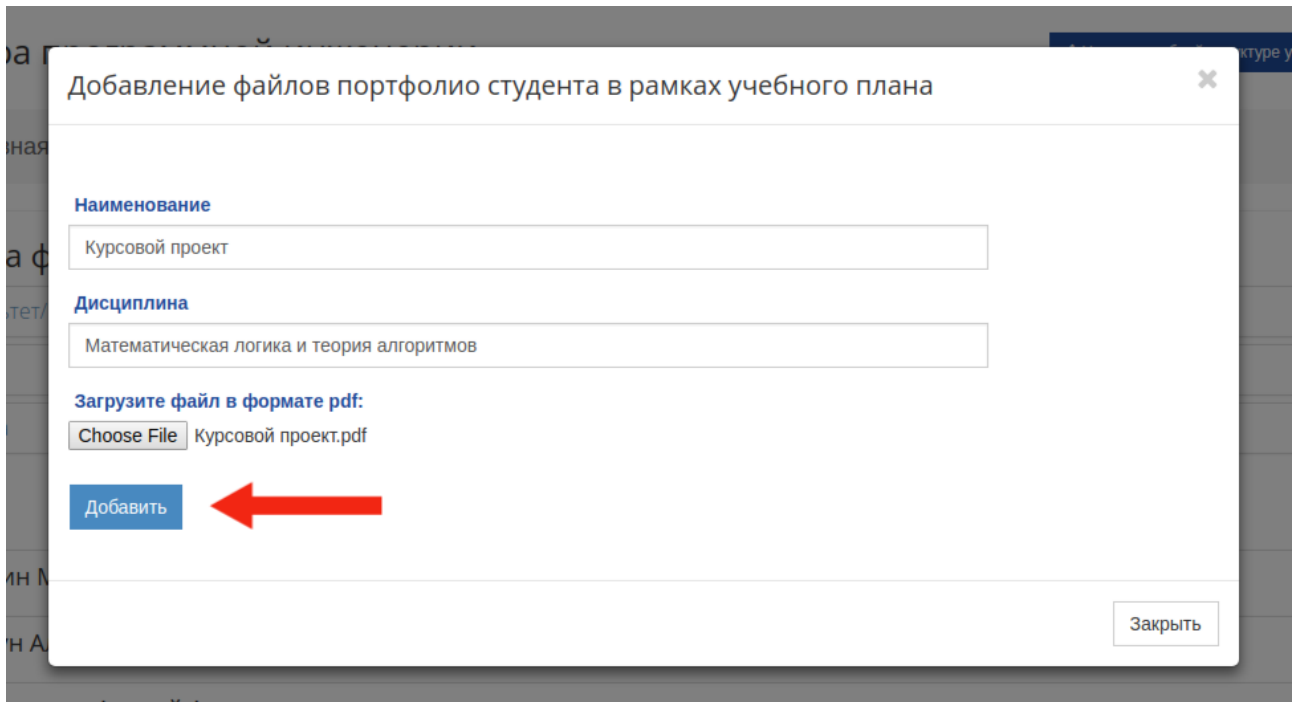 Добавление файлов портфолио студента в рамках учебного плана
Наименование
Курсовой проект
Дисциплина
Математическая логика и теория алгоритмов
Загрузите файл в формате pdf:
Choose File Курсовой проект.pdf
Добавить
Закрыть